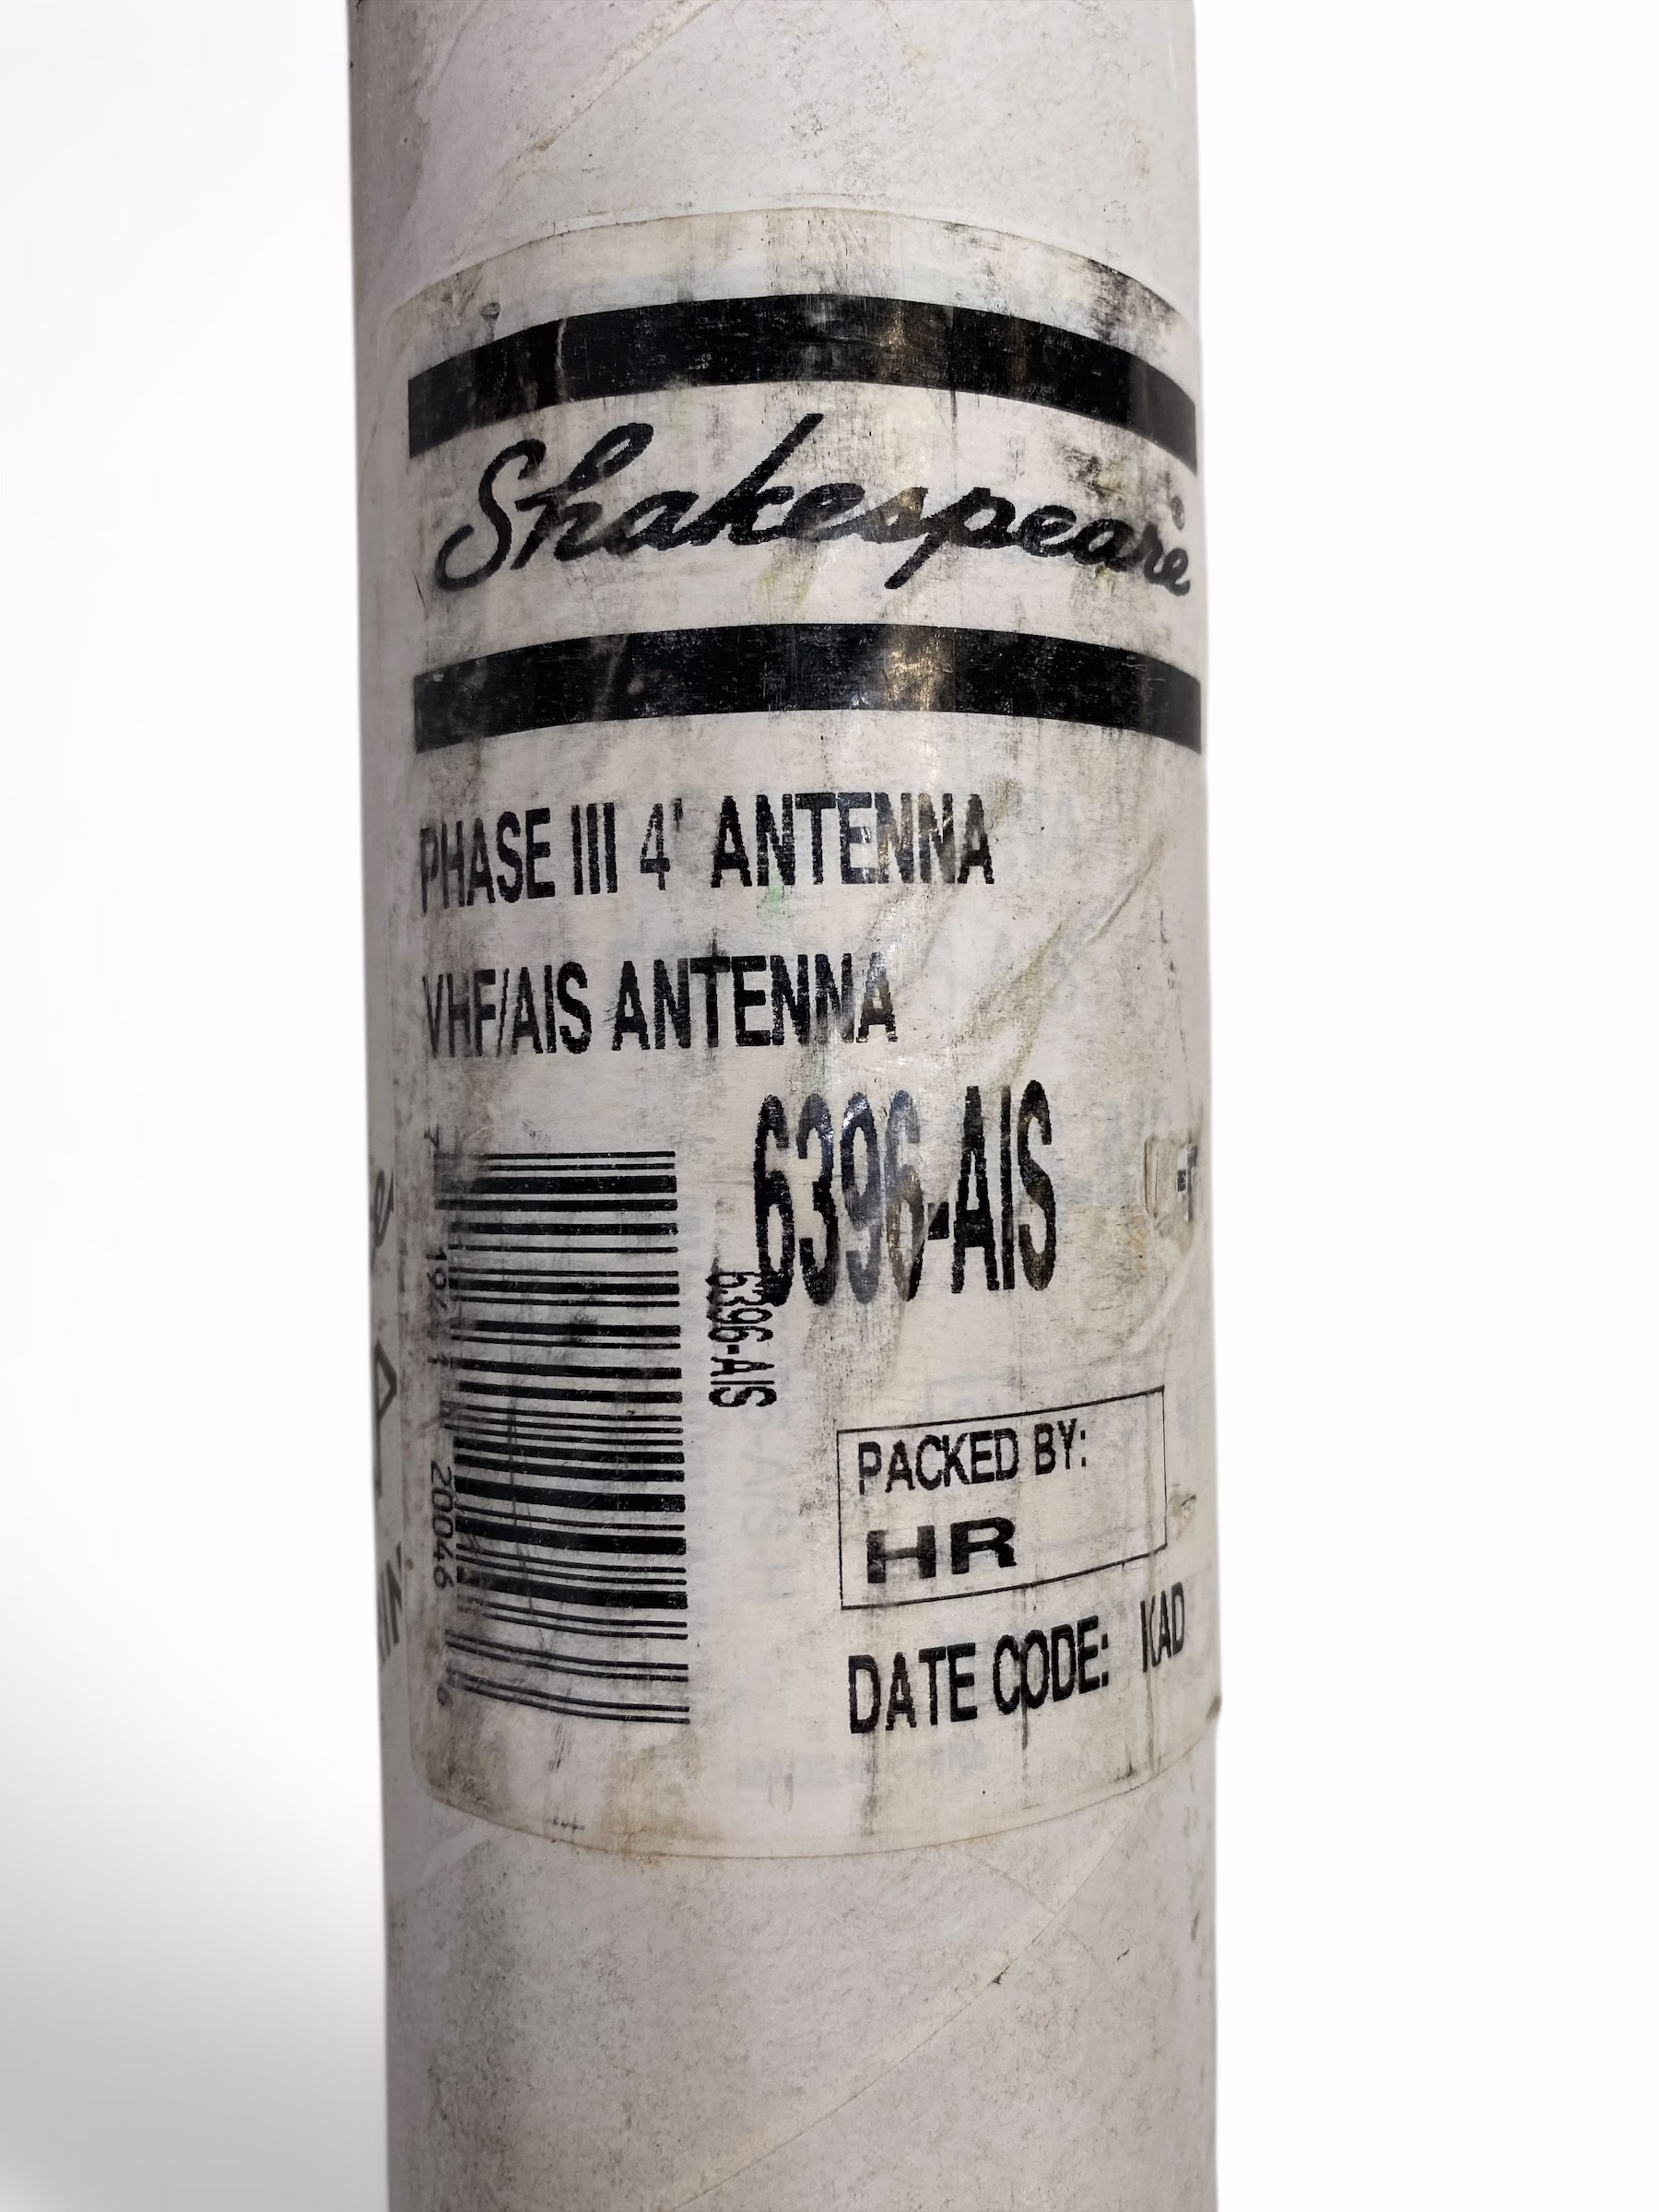 Shakespeare
PHASE III 4' ANTENNA
VHF/AIS ANTENNA
6396-AIS
6396-AIS
20046
6
PACKED BY:
HR
DATE CODE: KAD